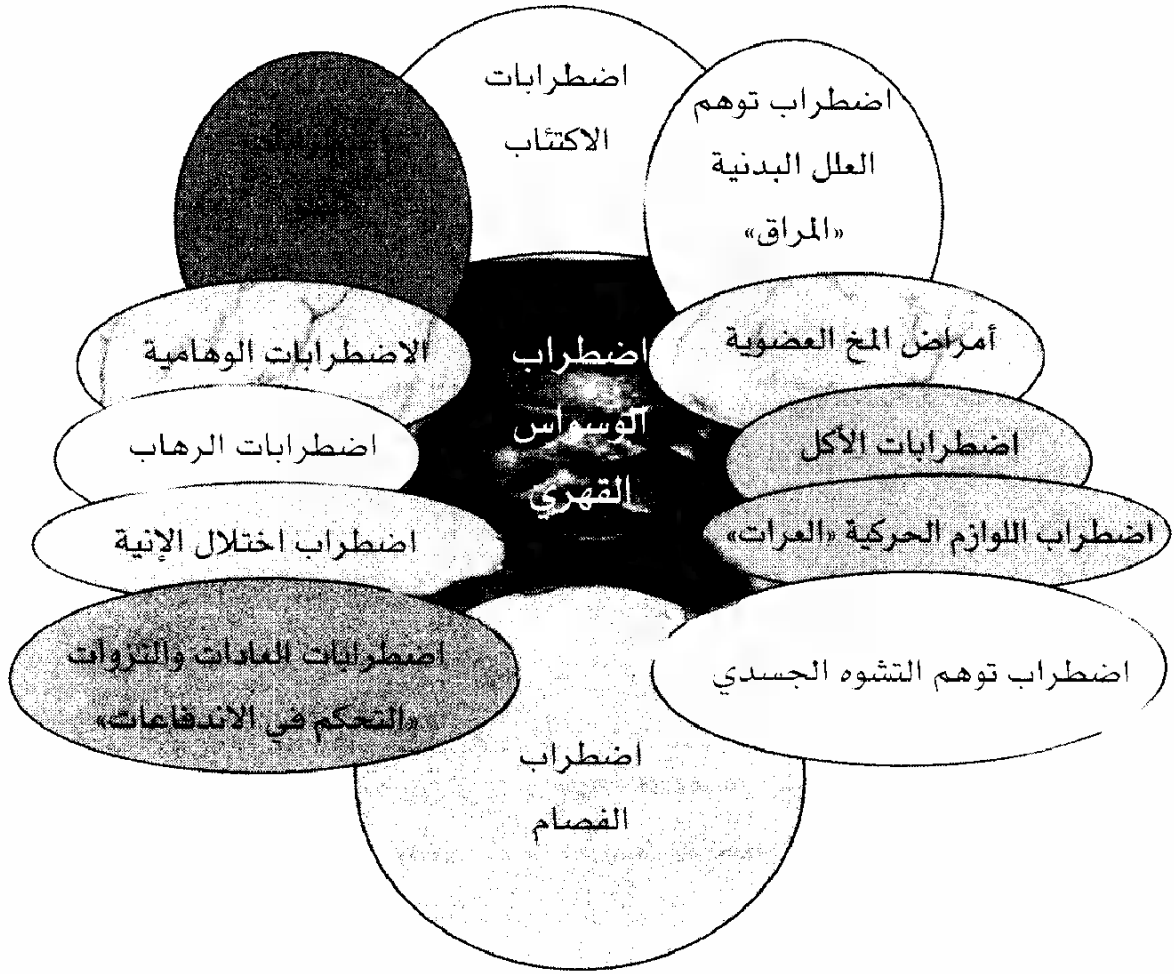 اضطرابات
الاكتئاب
اضطراب توهم
العلل البدنية
«المراق»
أمراض المخ العضوية
اضطرابات الأكل
اضطراب اللوازم الحركية «العرات»
اضطراب توهم التشوه الجسدي
اضطراب
الوسواس
القهري
الاضطرابات الوهامية
اضطرابات الرهاب
اضطراب اختلال الإنية
اضطرابات العادات والنزوات
«التحكم في الاندفاعات»
اضطراب
الفصام